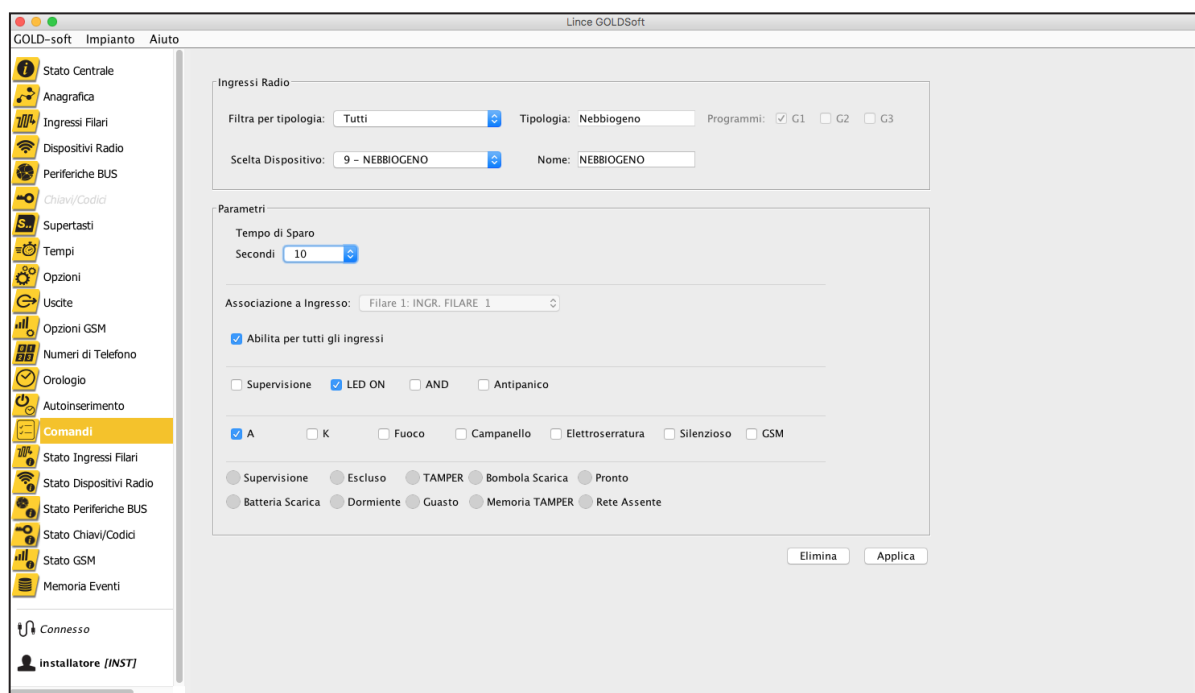 Lince GOLDSoft
GOLD-soft Impianto Aiuto
Stato Centrale
Anagrafica
Ingressi Filari
Dispositivi Radio
Periferiche BUS
Chiavi/Codici
S.. Supertasti
Tempi
Opzioni
Uscite
Opzioni GSM
Numeri di Telefono
Orologio
Autoinserimento
Comandi
Stato Ingressi Filari
Stato Dispositivi Radio
Stato Periferiche BUS
Stato Chiavi/Codici
Stato GSM
Memoria Eventi
Connesso
installatore [INST]
Ingressi Radio
Filtra per tipologia: Tutti Tipologia: Nebbiogeno Programmi: G1 G2 G3
Scelta Dispositivo: 9 - NEBBIOGENO Nome: NEBBIOGENO
Parametri
Tempo di Sparo
Secondi 10
Associazione a Ingresso: Filare 1: INGR. FILARE 1
Abilita per tutti gli ingressi
Supervisione LED ON AND Antipanico
A K Fuoco Campanello Elettroserratura Silenzioso GSM
Supervisione Escluso TAMPER Bombola Scarica Pronto
Batteria Scarica Dormiente Guasto Memoria TAMPER Rete Assente
Elimina Applica